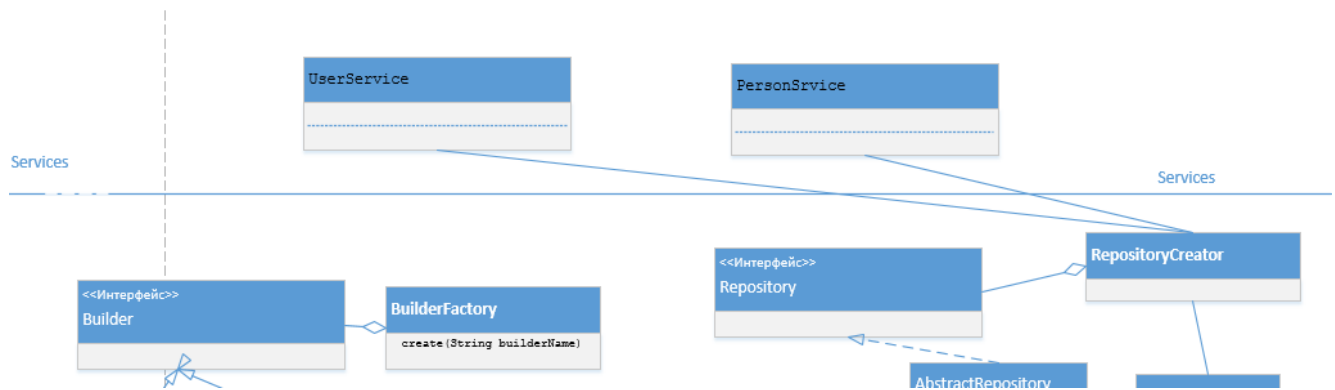 UserService
PersonSrvice
Services
Services
<<Интерфейс>>
Repository
RepositoryCreator
<<Интерфейс>>
Builder
BuilderFactory
create(String builderName)
AbstractRepository